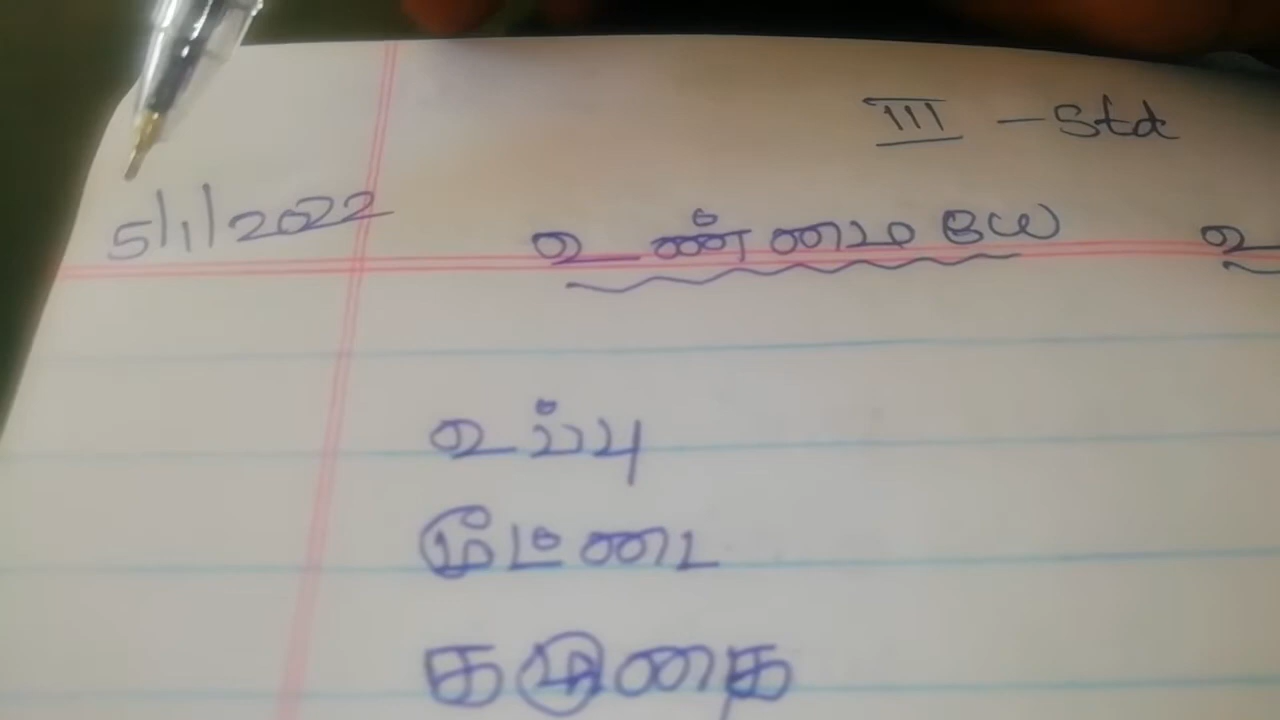 III - Std
5/1/2022
உண்மையே உ
உப்பு
மூட்டை
கழுதை